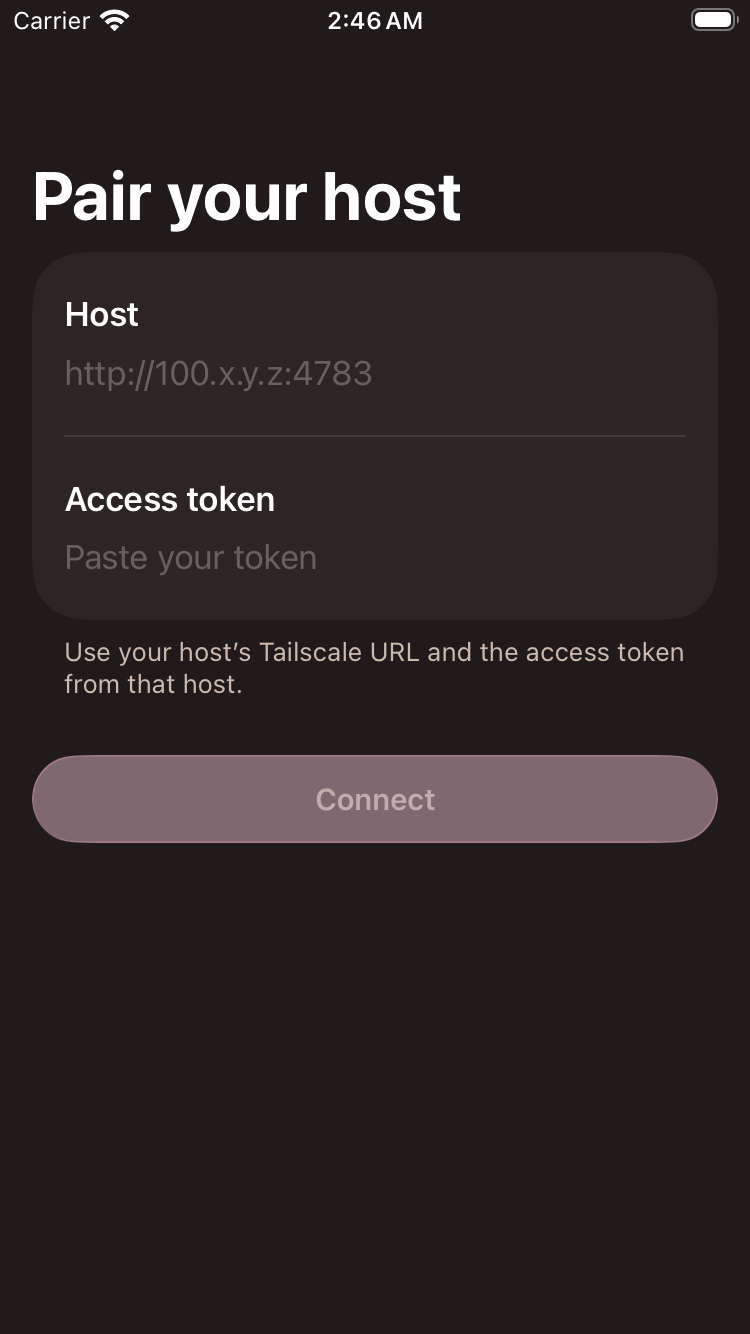 Carrier 2:46 AM
Pair your host
Host
http://100.x.y.z:4783
Access token
Paste your token
Use your host’s Tailscale URL and the access token
from that host.
Connect